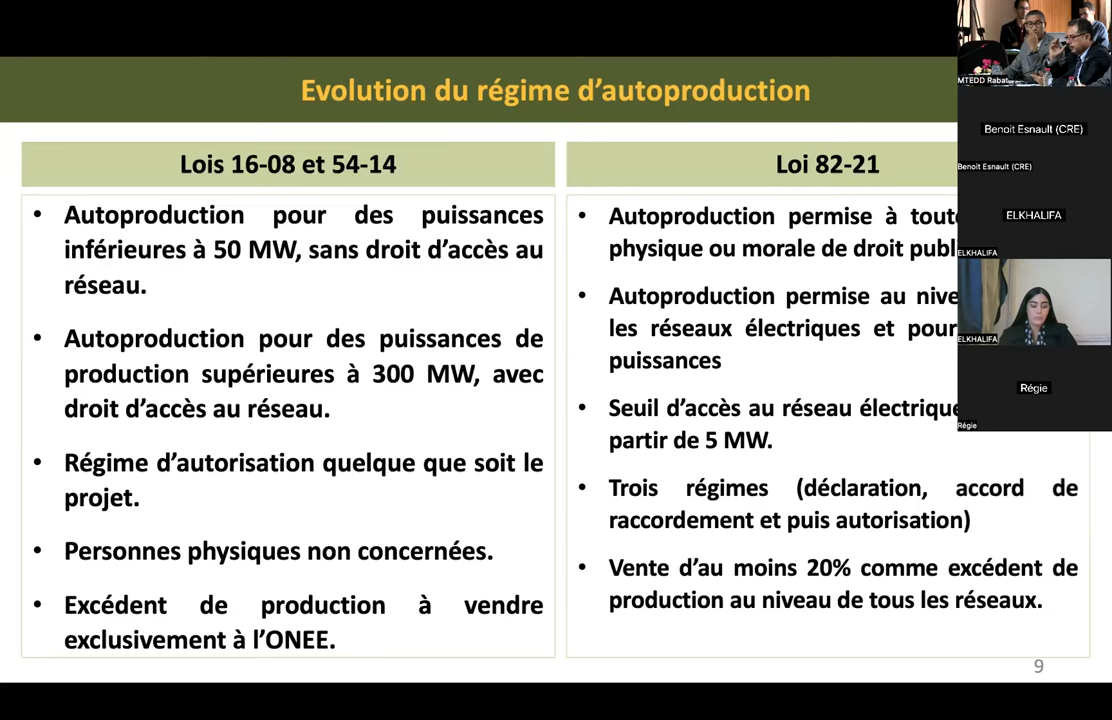 Evolution du régime d'autoproduction
Lois 16-08 et 54-14
• Autoproduction pour des puissances
inférieures à 50 MW, sans droit d'accès au
réseau.
• Autoproduction pour des puissances de
production supérieures à 300 MW, avec
droit d'accès au réseau.
• Régime d'autorisation quelque que soit le
projet.
• Personnes physiques non concernées.
• Excédent de production à vendre
exclusivement à l'ONEE.
Loi 82-21
• Autoproduction permise à toute
physique ou morale de droit publ
• Autoproduction permise au nive
les réseaux électriques et pour
puissances
• Seuil d'accès au réseau électrique
partir de 5 MW.
• Trois régimes (déclaration, accord de
raccordement et puis autorisation)
• Vente d'au moins 20% comme excédent de
production au niveau de tous les réseaux.
9
MTEDD Rabat
Benoit Esnault (CRE)
Benoit Esnault (CRE)
ELKHALIFA
ELKHALIFA
ELKHALIFA
Régie
Régie